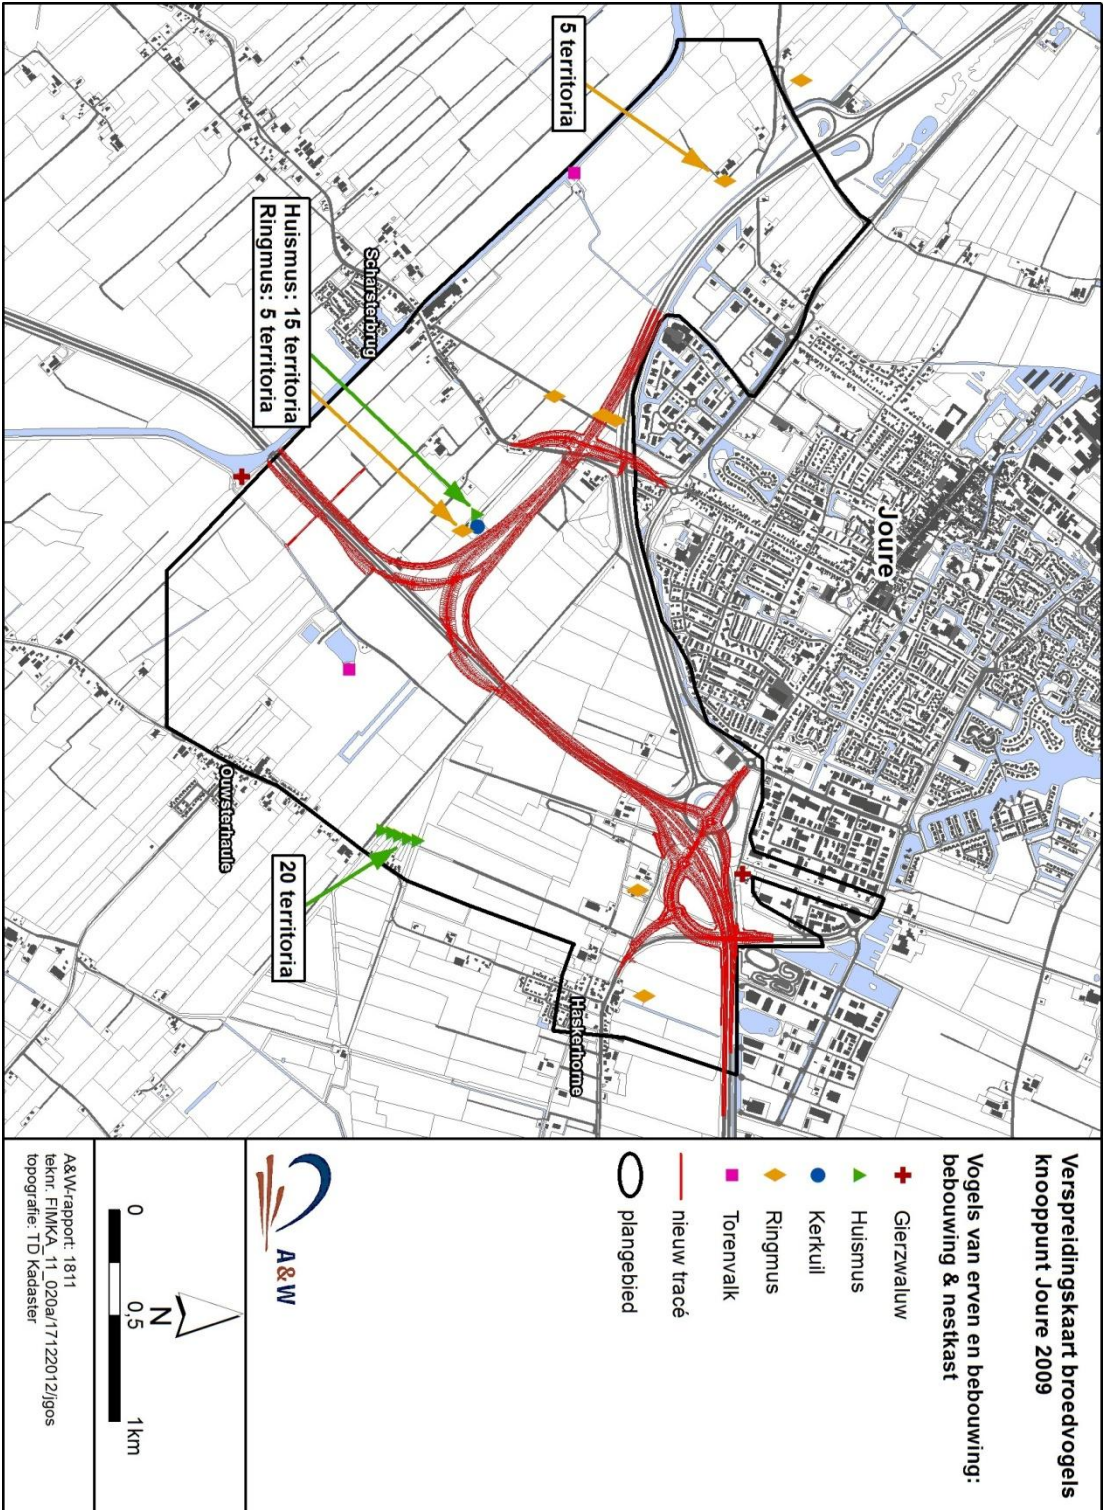 Verspreidingskaart broedvogels
knooppunt Joure 2009
Vogels van erven en bebouwing:
bebouwing & nestkast
Gierzwaluw
Huismus
Kerkuil
Ringmus
Torenvalk
nieuw tracé
plangebied
A&W
N
0
0,5
1km
A&W-rapport: 1811
teknr. FIMKA_11_020a/17122012/jgos
topografie: TD Kadaster
5 territoria
Joure
Scharsterbrug
Huismus: 15 territoria
Ringmus: 5 territoria
Ouwsterhaule
20 territoria
Haskerhorne